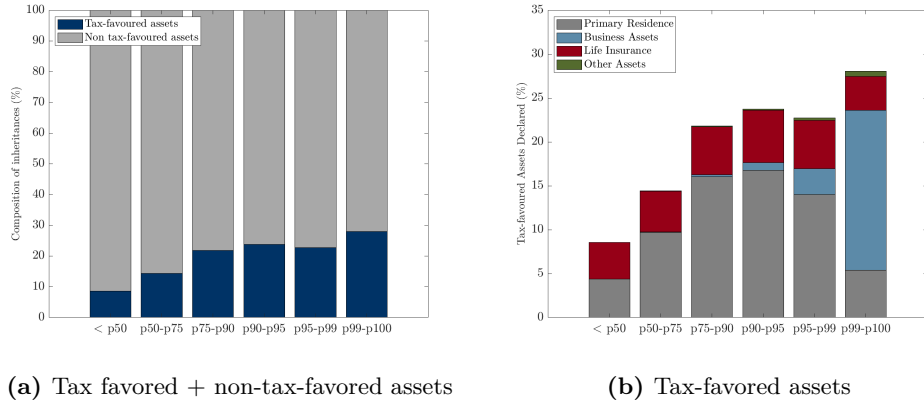 Composition of inheritances (%)
100
90
80
70
60
50
40
30
20
10
0
Tax-favoured assets
Non tax-favoured assets
< p50
p50-p75
p75-p90
p90-p95
p95-p99
p99-p100
(a) Tax favored + non-tax-favored assets
Tax-favoured Assets Declared (%)
35
30
25
20
15
10
5
0
Primary Residence
Business Assets
Life Insurance
Other Assets
< p50
p50-p75
p75-p90
p90-p95
p95-p99
p99-p100
(b) Tax-favored assets